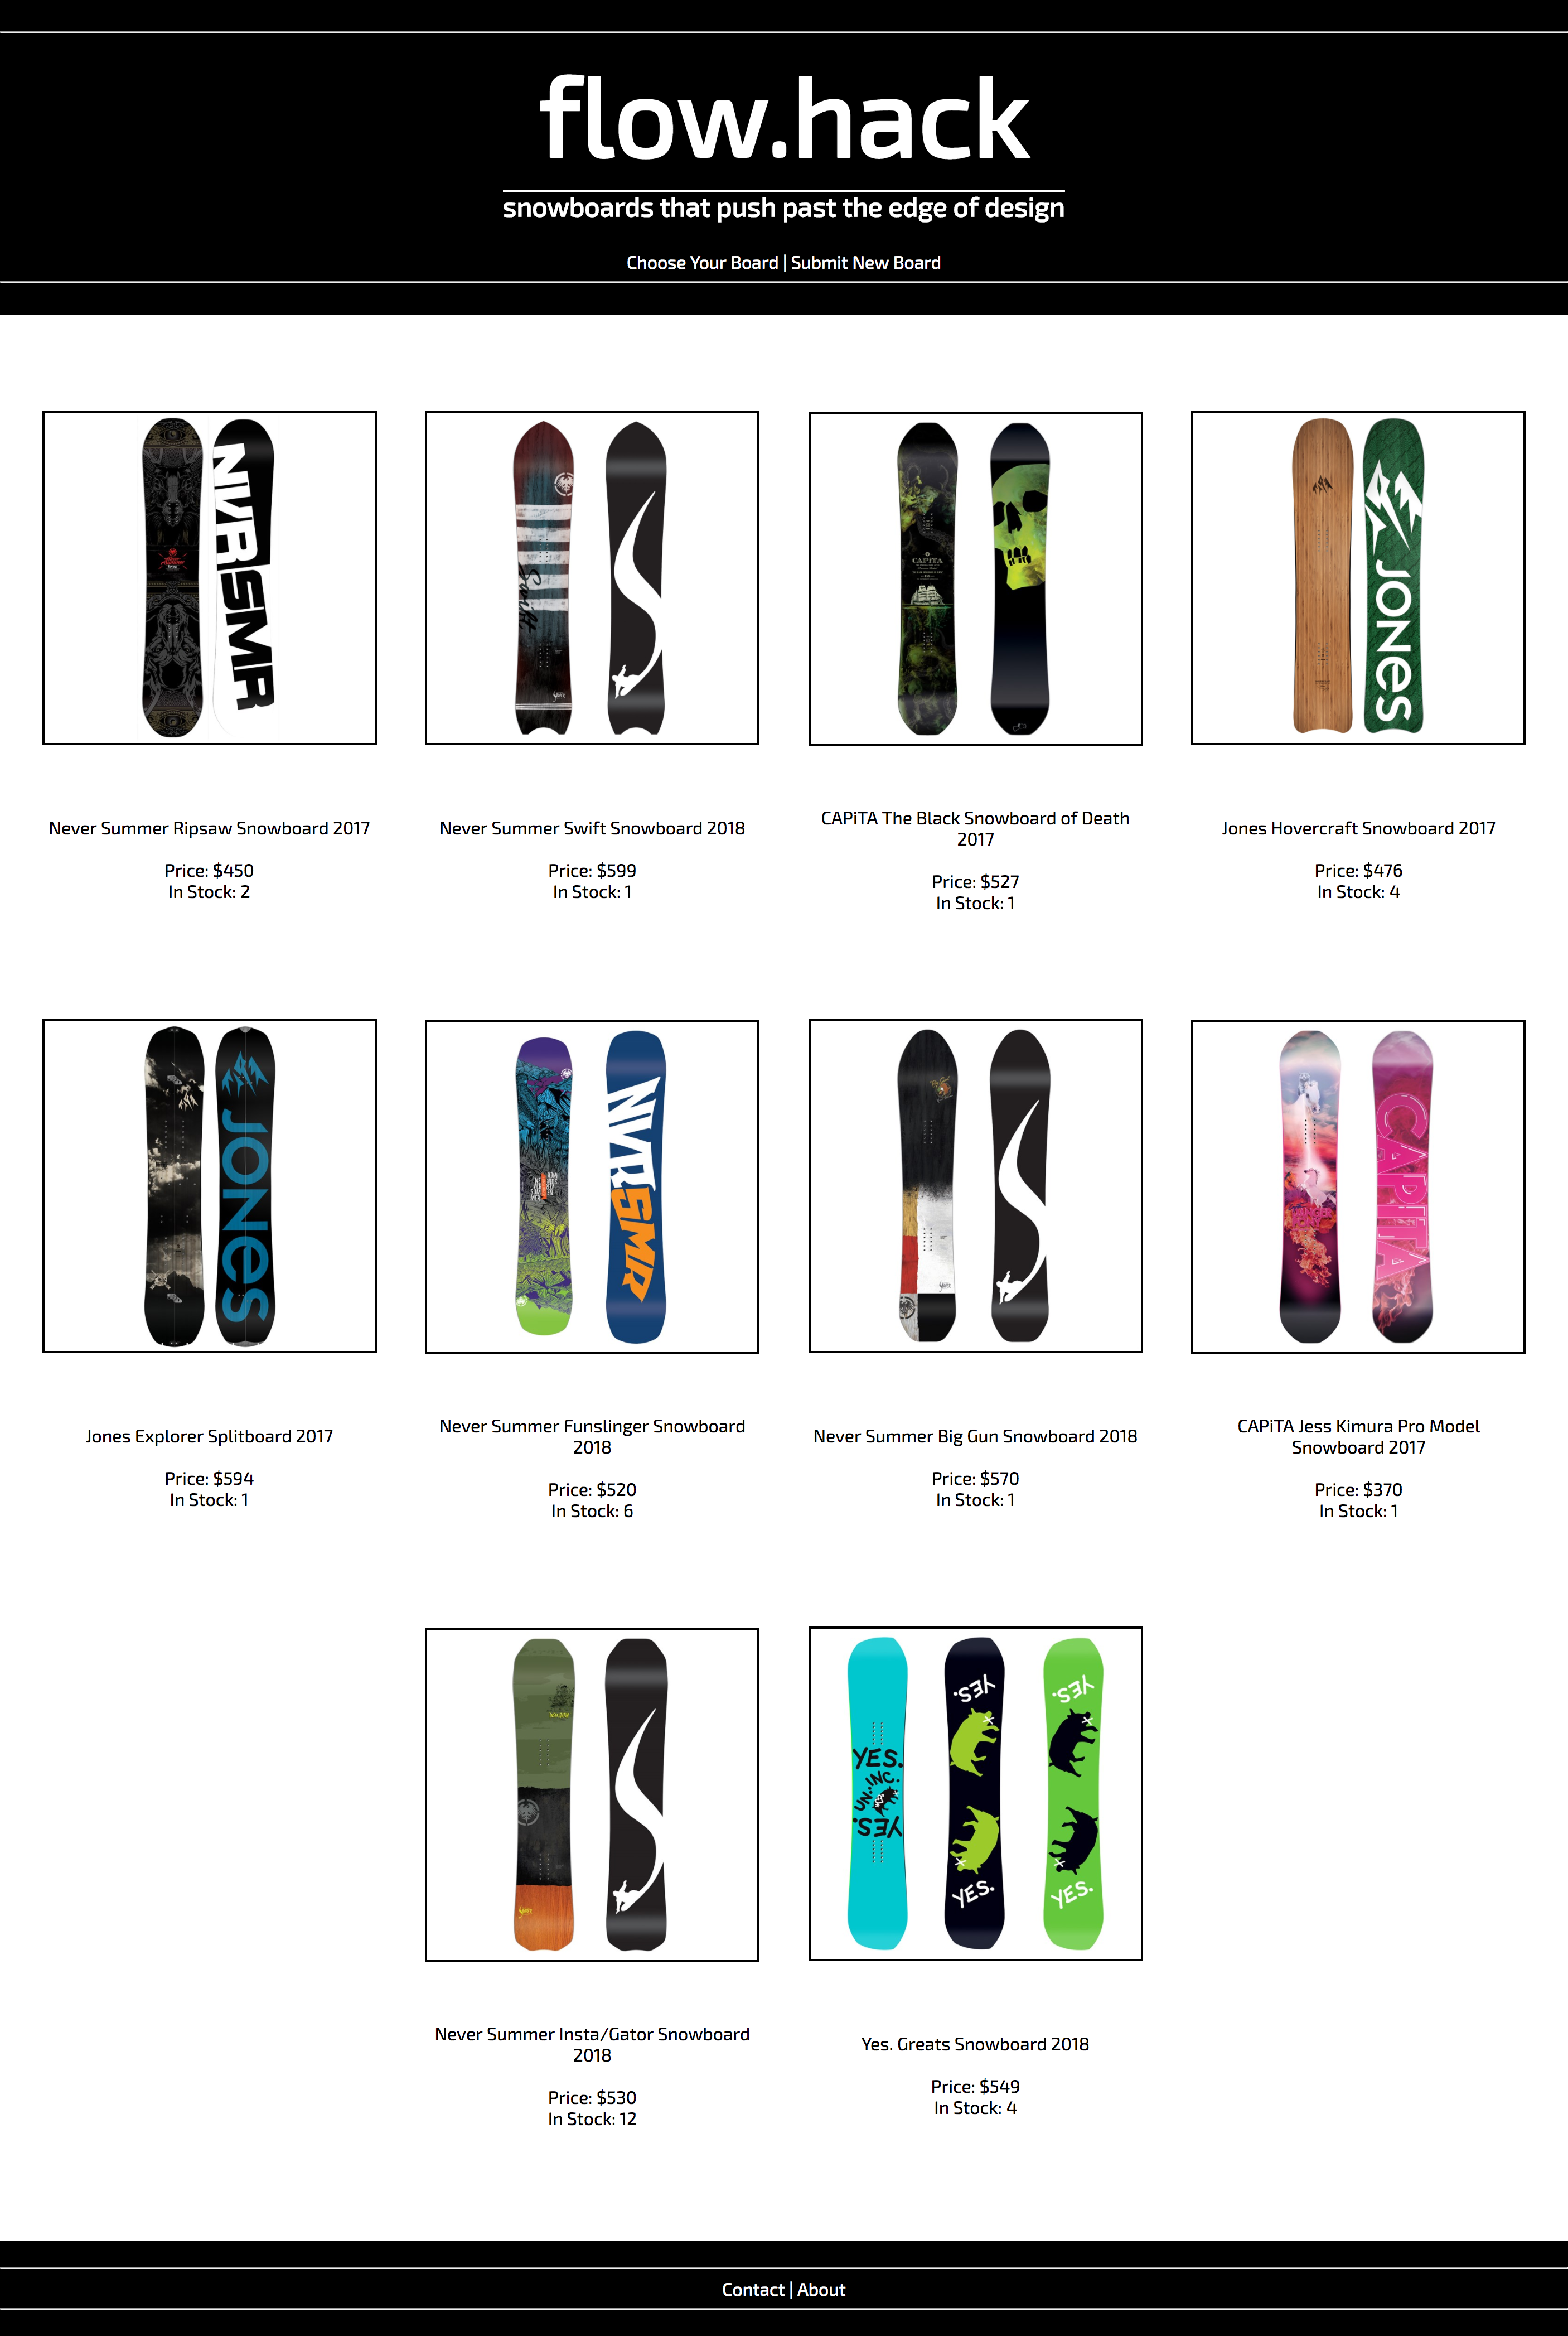 flow.hack
snowboards that push past the edge of design
Choose Your Board | Submit New Board
NVRSMR
Swift
CAPiTA
JONES
Never Summer Ripsaw Snowboard 2017
Price: $450
In Stock: 2
Never Summer Swift Snowboard 2018
Price: $599
In Stock: 1
CAPiTA The Black Snowboard of Death
2017
Price: $527
In Stock: 1
Jones Hovercraft Snowboard 2017
Price: $476
In Stock: 4
JONES
NVRSMR
CAPiTA
Jones Explorer Splitboard 2017
Price: $594
In Stock: 1
Never Summer Funslinger Snowboard
2018
Price: $520
In Stock: 6
Never Summer Big Gun Snowboard 2018
Price: $570
In Stock: 1
CAPiTA Jess Kimura Pro Model
Snowboard 2017
Price: $370
In Stock: 1
YES.
UN.INC.
YES.
YES.
YES.
YES.
YES.
Never Summer Insta/Gator Snowboard
2018
Price: $530
In Stock: 12
Yes. Greats Snowboard 2018
Price: $549
In Stock: 4
Contact | About